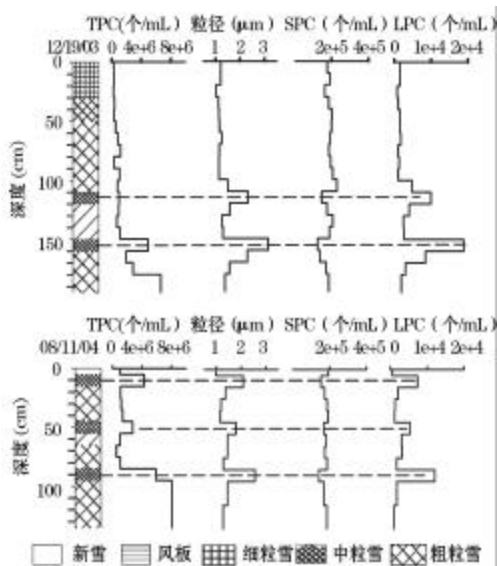 TPC(个/mL) 粒径 (μm) SPC (个/mL) LPC (个/mL)
12/19/03 0 4e+6 8e+6 1 2 3 2e+5 4e+5 0 1e+4 2e+4
0
50
100
150
深度 (cm)
TPC(个/mL) 粒径 (μm) SPC (个/mL) LPC (个/mL)
08/11/04 0 4e+6 8e+6 1 2 3 2e+5 4e+5 0 1e+4 2e+4
0
50
100
深度 (cm)
新雪 风板 细粒雪 中粒雪 粗粒雪